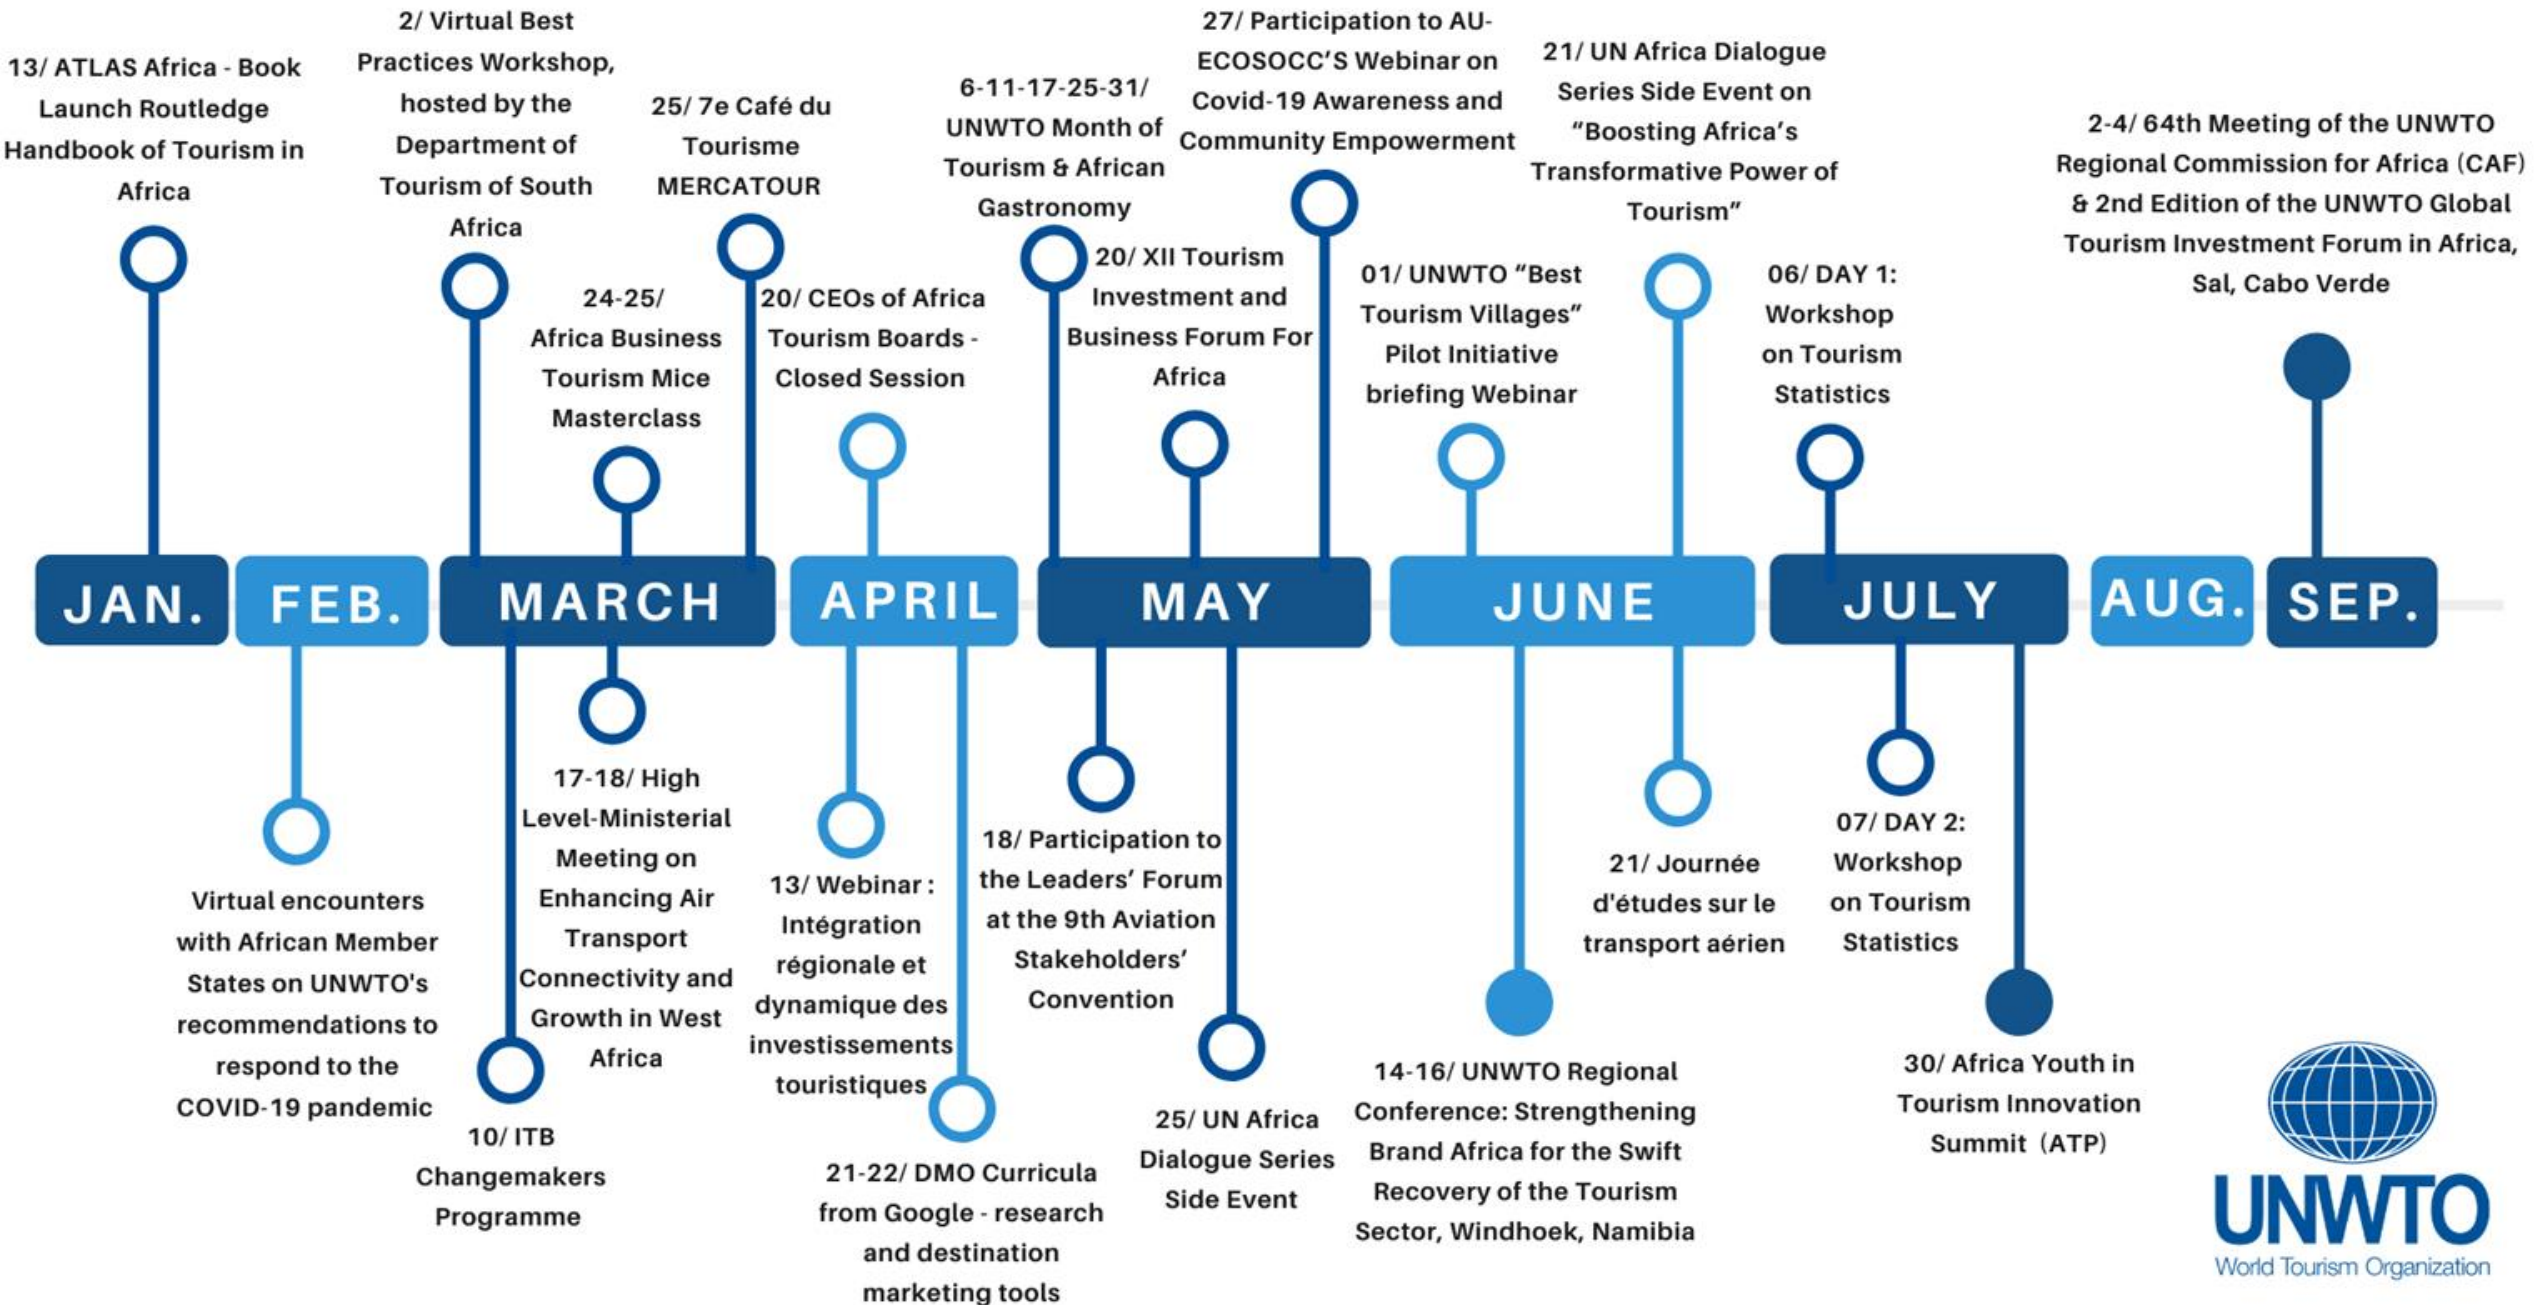 13/ ATLAS Africa - Book
Launch Routledge
Handbook of Tourism in
Africa
2/ Virtual Best
Practices Workshop,
hosted by the
Department of
Tourism of South
Africa
24-25/
Africa Business
Tourism Mice
Masterclass
25/ 7e Café du
Tourisme
MERCATOUR
20/ CEOs of Africa
Tourism Boards -
Closed Session
6-11-17-25-31/
UNWTO Month of
Tourism & African
Gastronomy
20/ XII Tourism
Investment and
Business Forum For
Africa
27/ Participation to AU-
ECOSOCC'S Webinar on
Covid-19 Awareness and
Community Empowerment
01/ UNWTO "Best
Tourism Villages"
Pilot Initiative
briefing Webinar
21/ UN Africa Dialogue
Series Side Event on
"Boosting Africa's
Transformative Power of
Tourism"
06/ DAY 1:
Workshop
on Tourism
Statistics
2-4/ 64th Meeting of the UNWTO
Regional Commission for Africa (CAF)
& 2nd Edition of the UNWTO Global
Tourism Investment Forum in Africa,
Sal, Cabo Verde
JAN.
FEB.
MARCH
APRIL
MAY
JUNE
JULY
AUG.
SEP.
Virtual encounters
with African Member
States on UNWTO's
recommendations to
respond to the
COVID-19 pandemic
10/ ITB
Changemakers
Programme
17-18/ High
Level-Ministerial
Meeting on
Enhancing Air
Transport
Connectivity and
Growth in West
Africa
13/ Webinar :
Intégration
régionale et
dynamique des
investissements
touristiques
21-22/ DMO Curricula
from Google - research
and destination
marketing tools
18/ Participation to
the Leaders' Forum
at the 9th Aviation
Stakeholders'
Convention
25/ UN Africa
Dialogue Series
Side Event
14-16/ UNWTO Regional
Conference: Strengthening
Brand Africa for the Swift
Recovery of the Tourism
Sector, Windhoek, Namibia
21/ Journée
d'études sur le
transport aérien
07/ DAY 2:
Workshop
on Tourism
Statistics
30/ Africa Youth in
Tourism Innovation
Summit (ATP)
UNWTO
World Tourism Organization